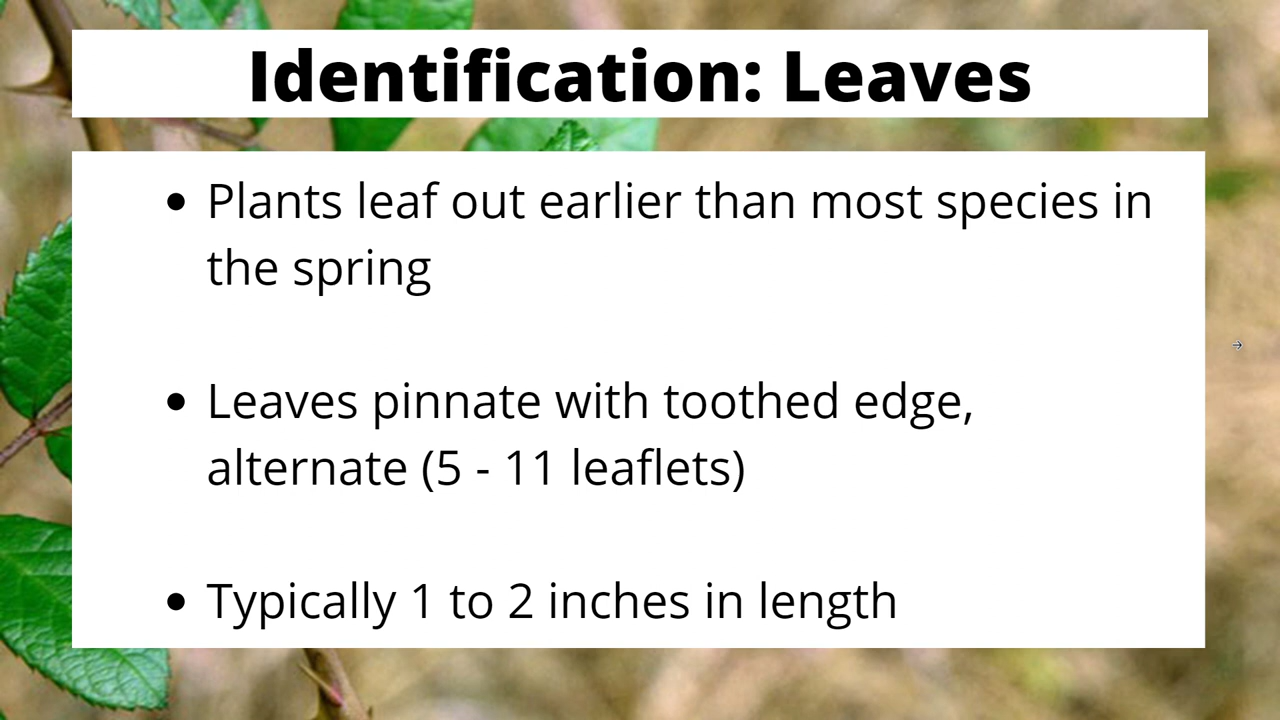 Identification: Leaves
• Plants leaf out earlier than most species in
the spring
• Leaves pinnate with toothed edge,
alternate (5 - 11 leaflets)
• Typically 1 to 2 inches in length